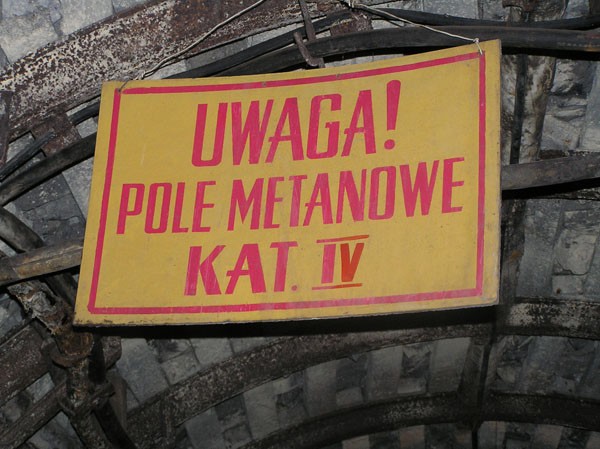 UWAGA!
POLE METANOWE
KAT. IV